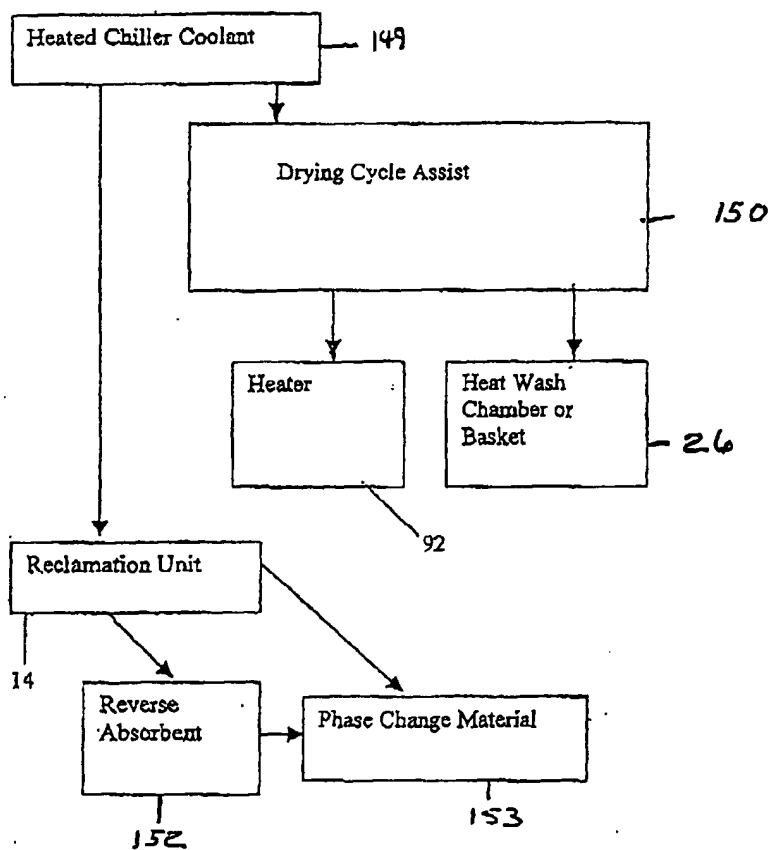 Heated Chiller Coolant
149
Drying Cycle Assist
150
Heater
Heat Wash
Chamber or
Basket
26
92
Reclamation Unit
14
Reverse
Absorbent
Phase Change Material
152
153